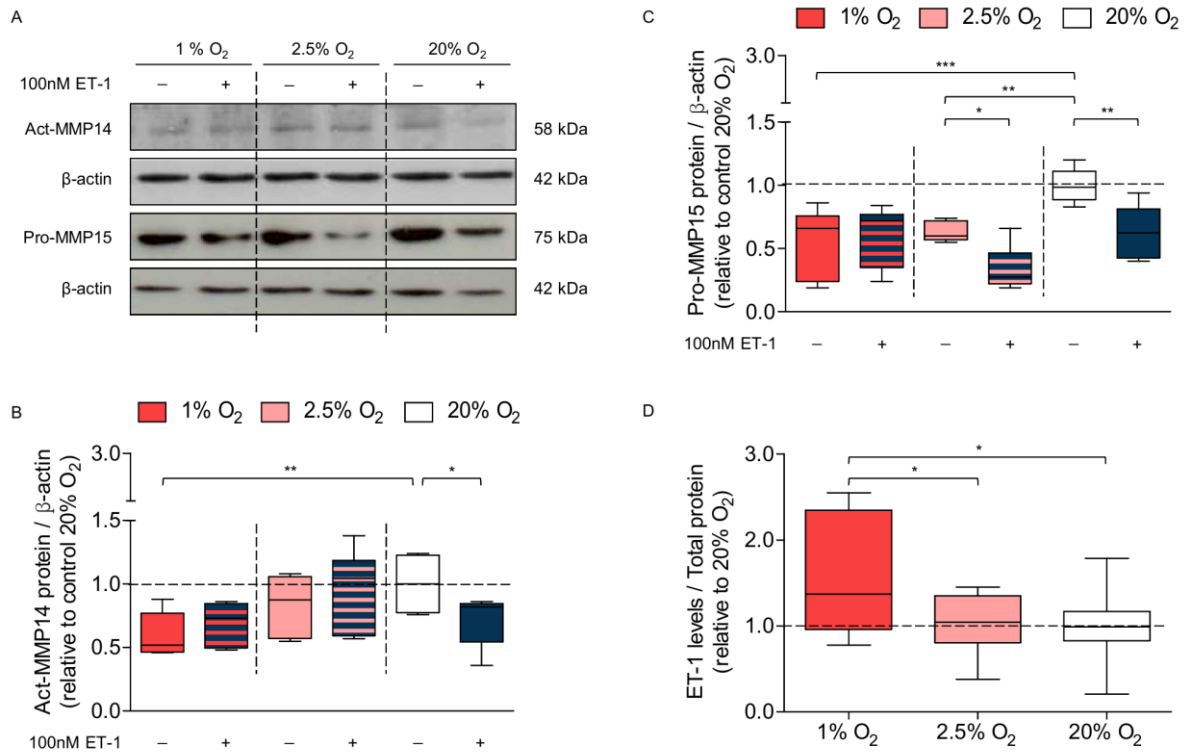 A
1 % O2 2.5% O2 20% O2
100nM ET-1 – + – + – +
Act-MMP14 58 kDa
β-actin 42 kDa
Pro-MMP15 75 kDa
β-actin 42 kDa
B
1% O2 2.5% O2 20% O2
Act-MMP14 protein / β-actin
(relative to control 20% O2)
3.0
1.5
1.0
0.5
0.0
** *
100nM ET-1 – + – + – +
C
1% O2 2.5% O2 20% O2
Pro-MMP15 protein / β-actin
(relative to control 20% O2)
3.0
1.5
1.0
0.5
0.0
***
**
* **
100nM ET-1 – + – + – +
D
ET-1 levels / Total protein
(relative to 20% O2)
3.0
2.0
1.0
0.0
*
*
1% O2 2.5% O2 20% O2